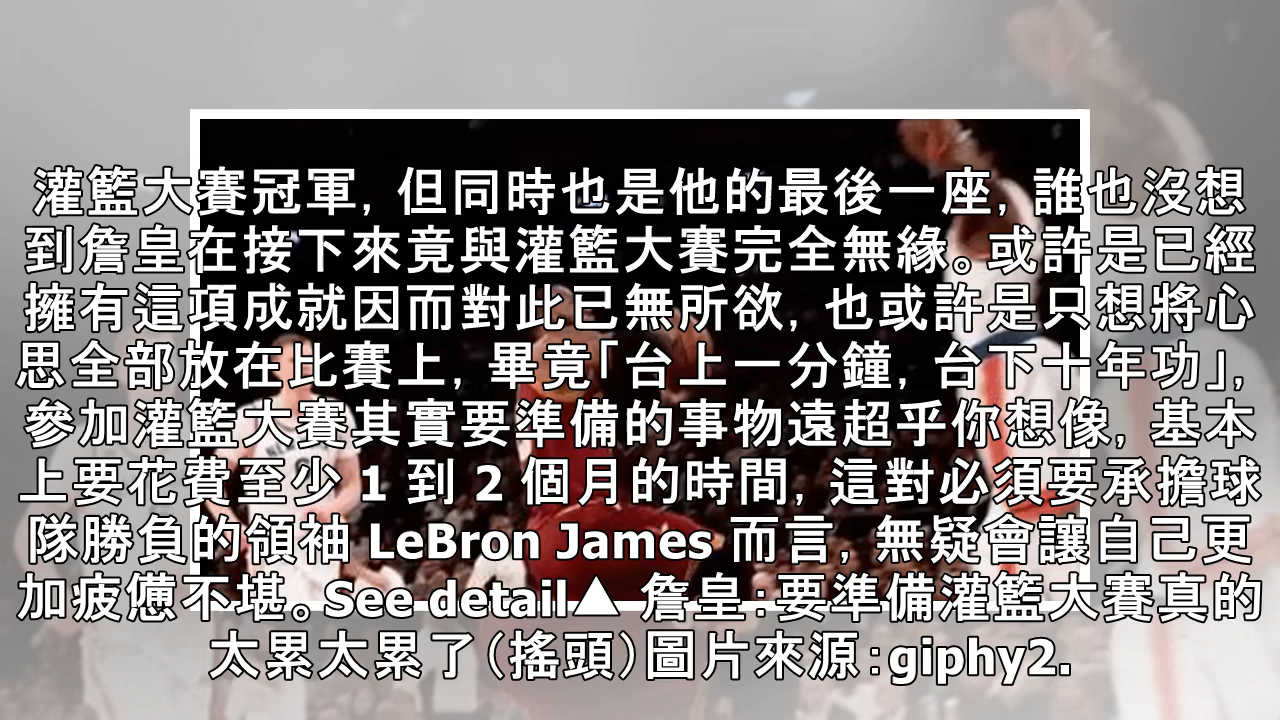 灌籃大賽冠軍, 但同時也是他的最後一座, 誰也沒想
到詹皇在接下來竟與灌籃大賽完全無緣。或許是已經
擁有這項成就因而對此已無所欲, 也或許是只想將心
思全部放在比賽上, 畢竟「台上一分鐘, 台下十年功」,
參加灌籃大賽其實要準備的事物遠超乎你想像, 基本
上要花費至少 1 到 2 個月的時間, 這對必須要承擔球
隊勝負的領袖 LeBron James 而言, 無疑會讓自己更
加疲憊不堪。See detail▲ 詹皇:要準備灌籃大賽真的
太累太累了(搖頭)圖片來源:giphy2.